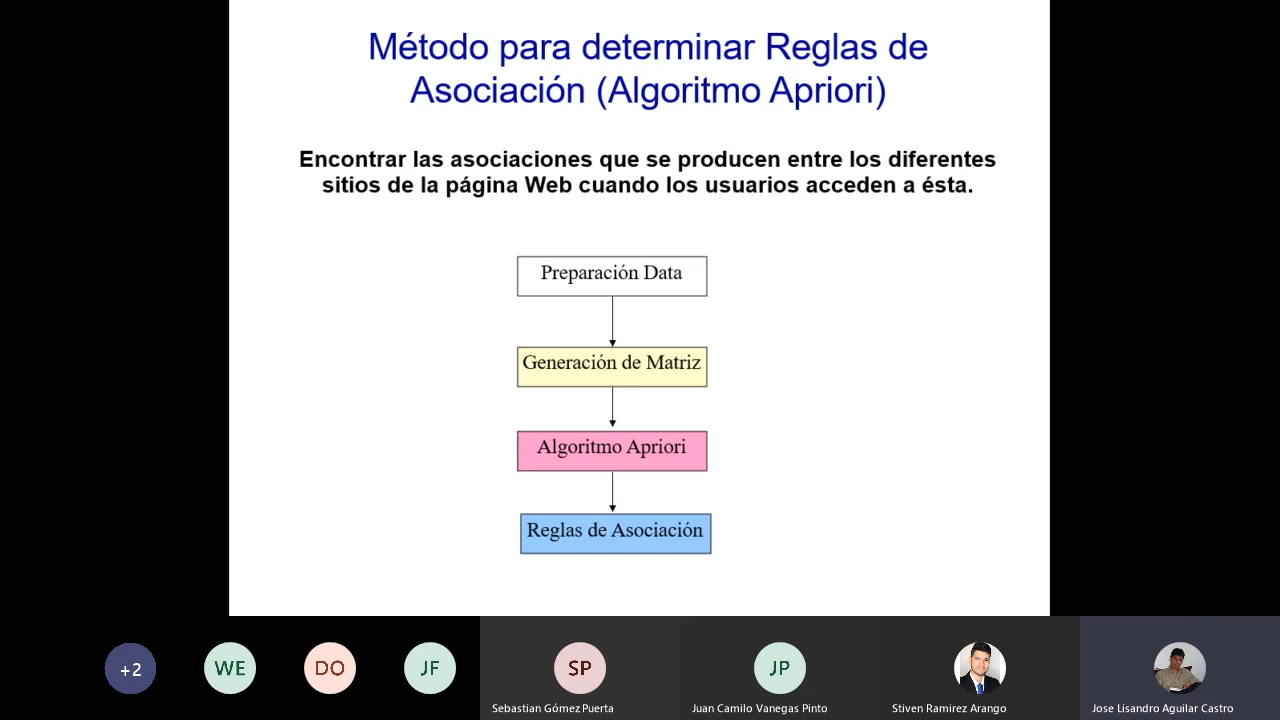 Método para determinar Reglas de
Asociación (Algoritmo Apriori)
Encontrar las asociaciones que se producen entre los diferentes
sitios de la página Web cuando los usuarios acceden a ésta.
Preparación Data
Generación de Matriz
Algoritmo Apriori
Reglas de Asociación
+2
WE
DO
JF
SP
JP
Sebastian Gómez Puerta
Juan Camilo Vanegas Pinto
Stiven Ramirez Arango
Jose Lisandro Aguilar Castro